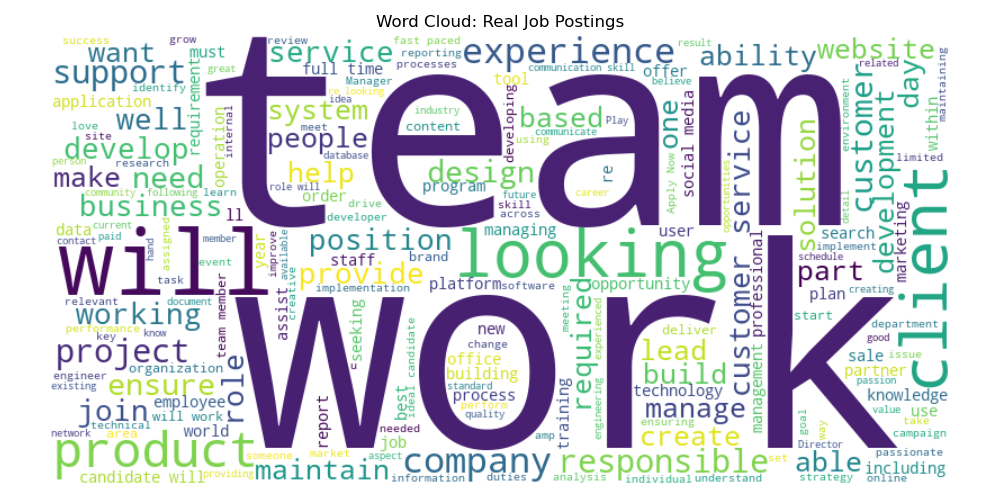 Word Cloud: Real Job Postings
success grow review fast paced result
want must service reporting experience ability website
processes related
support great full time Manager communication skill offer believe
identify re looking tool
application requirements internal system idea industry developing social media one customer day environment within maintaining
well people meet content based Play
love site using communicate
develop operation database
person research help design re Apply Now solution development limited
make need role will program future career opportunities customer service detail
community following learn order drive skill across
business developer
ll managing user search marketing
data current paid assigned year position brand
contact hand member improve available staff looking professional implement schedule
will team work client
event creative provide platform software opportunity part plan creating
task implementation
relevant document assist
working team member seeking meeting required experienced deliver start department
performance new good
key know ideal candidate change
project organization office lead management sale issue
engineer building build partner passion
existing ensure role standard process technology knowledge
employee best perform manage value use
join will work report quality goal take
technical needed training engineering ensuring way campaign
network area world job amp create Director passionate
product someone market aspect company responsible set able including
candidate will providing maintain information duties analysis individual understand strategy online